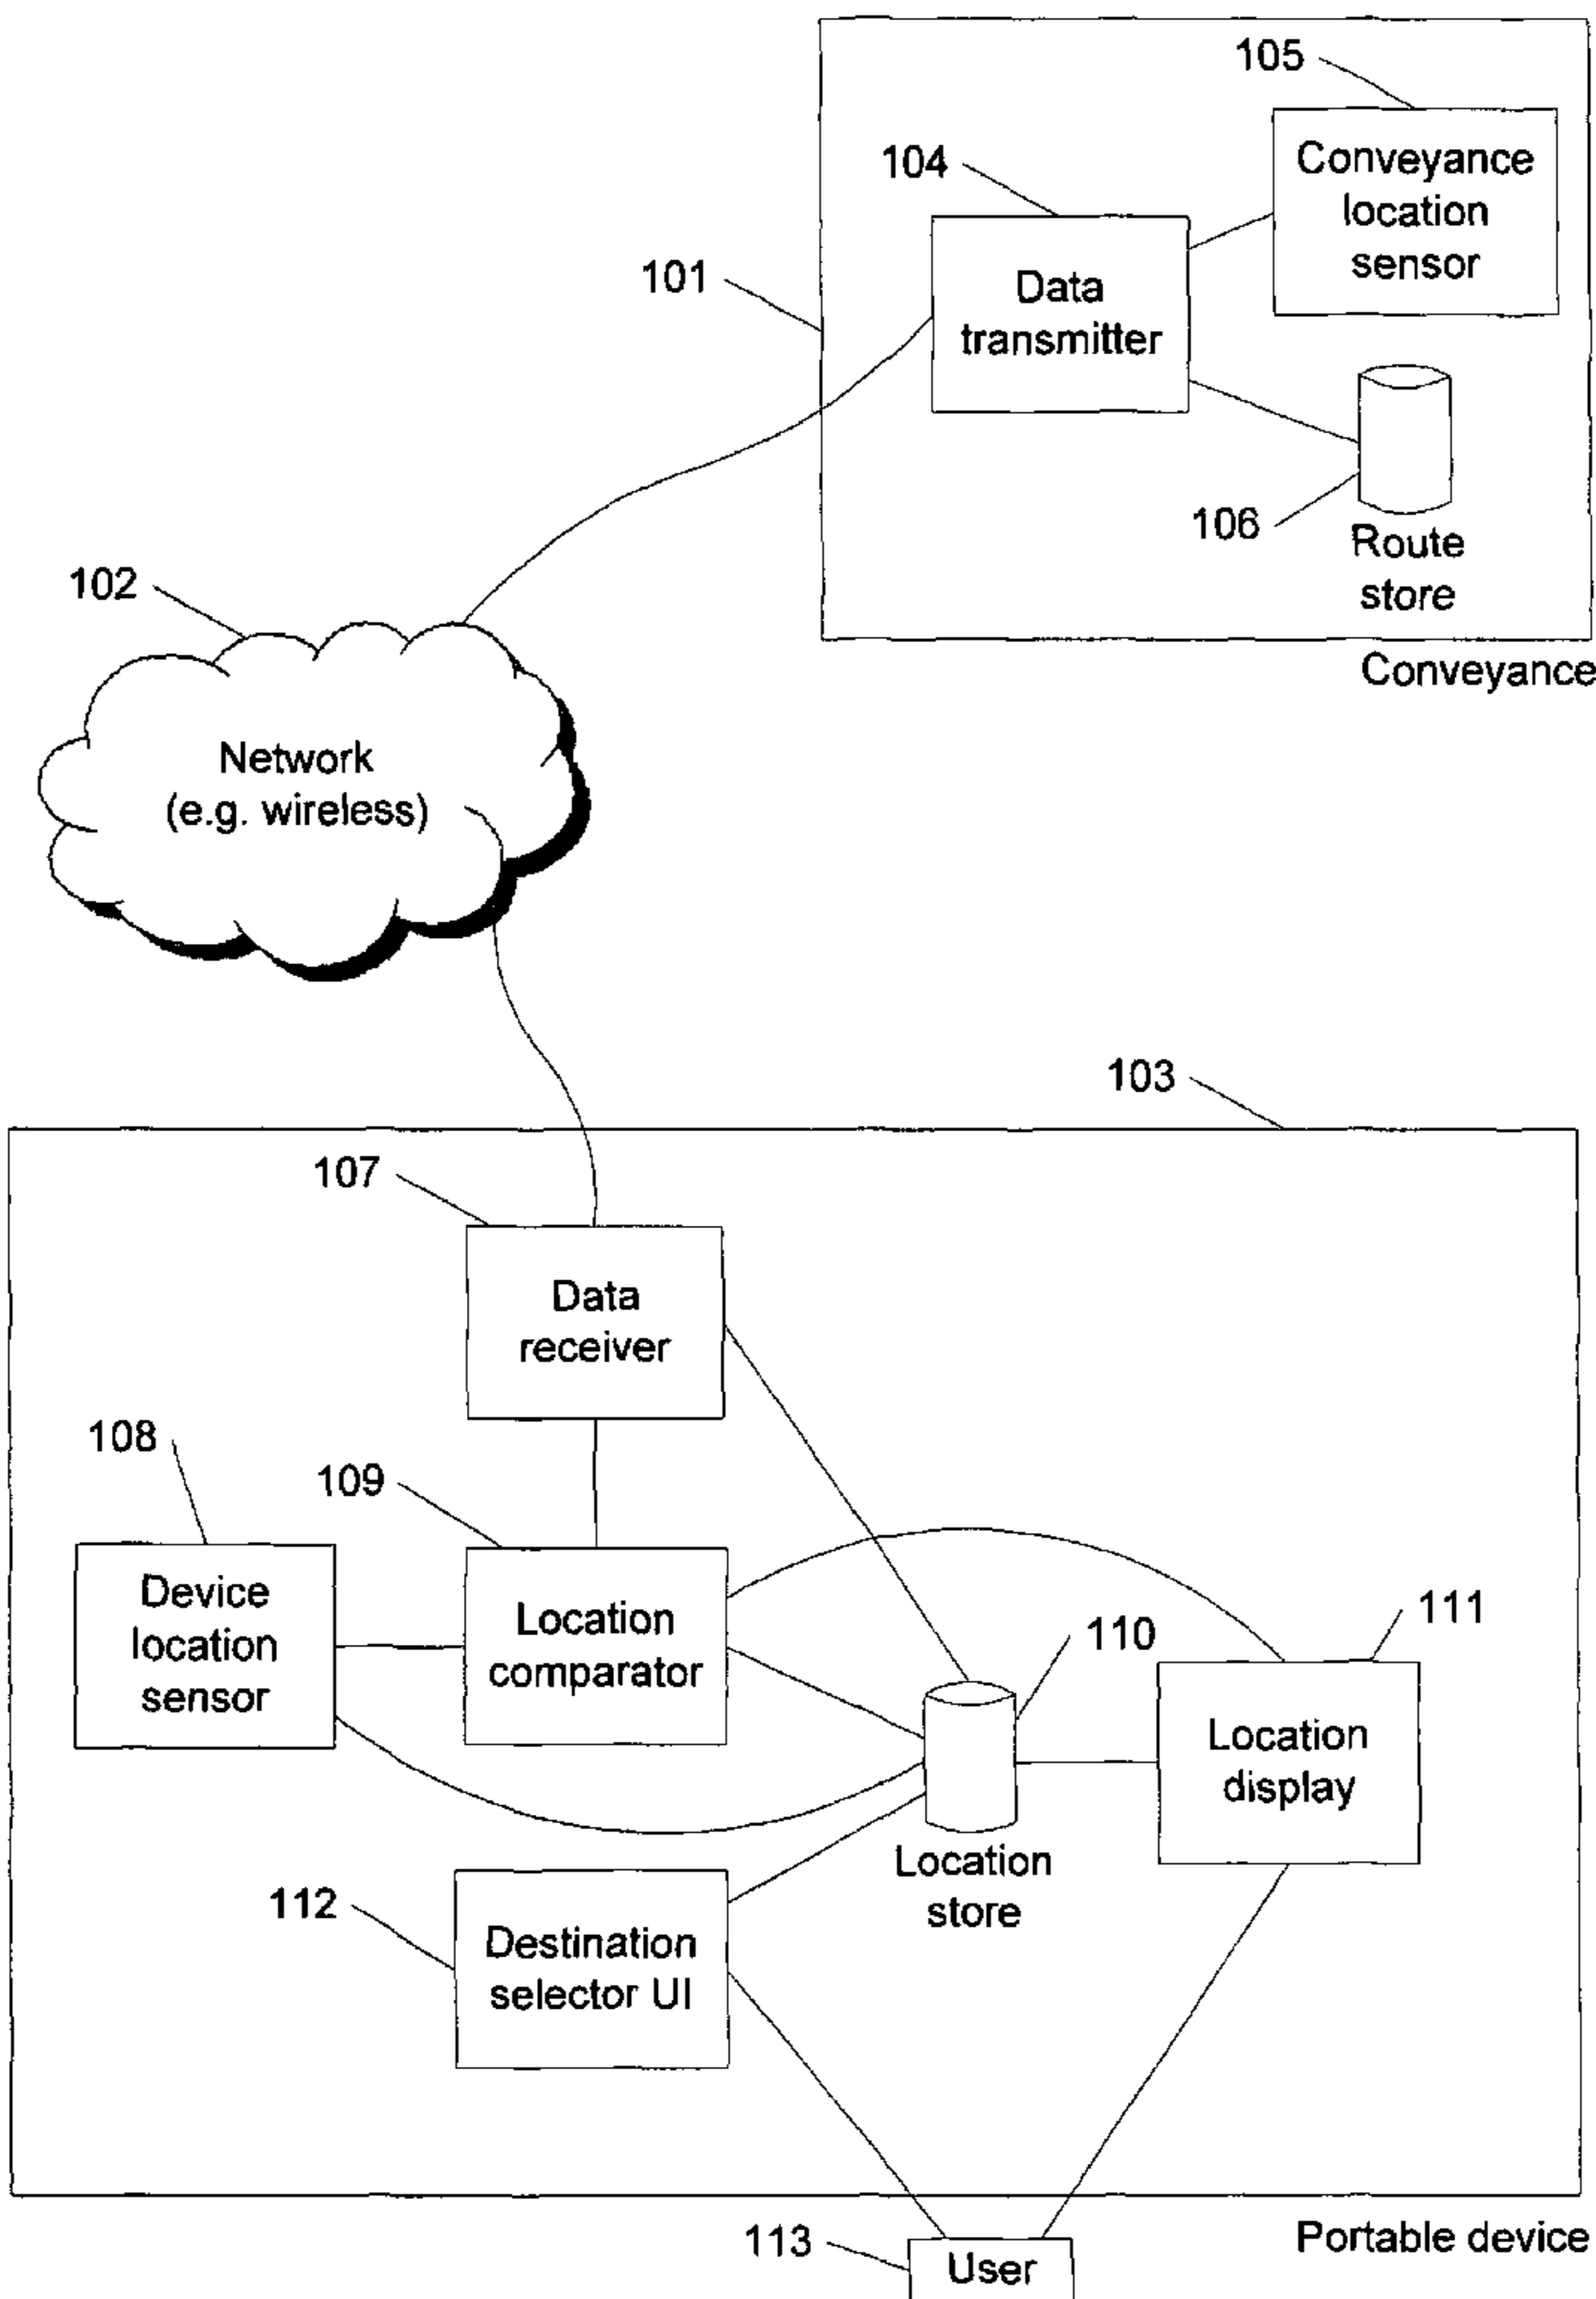 105
Conveyance
location
sensor
104
Data
transmitter
101
106
Route
store
Conveyance
102
Network
(e.g. wireless)
103
107
Data
receiver
108
109
Device
location
sensor
Location
comparator
110
111
Location
display
Location
store
112
Destination
selector UI
113
User
Portable device